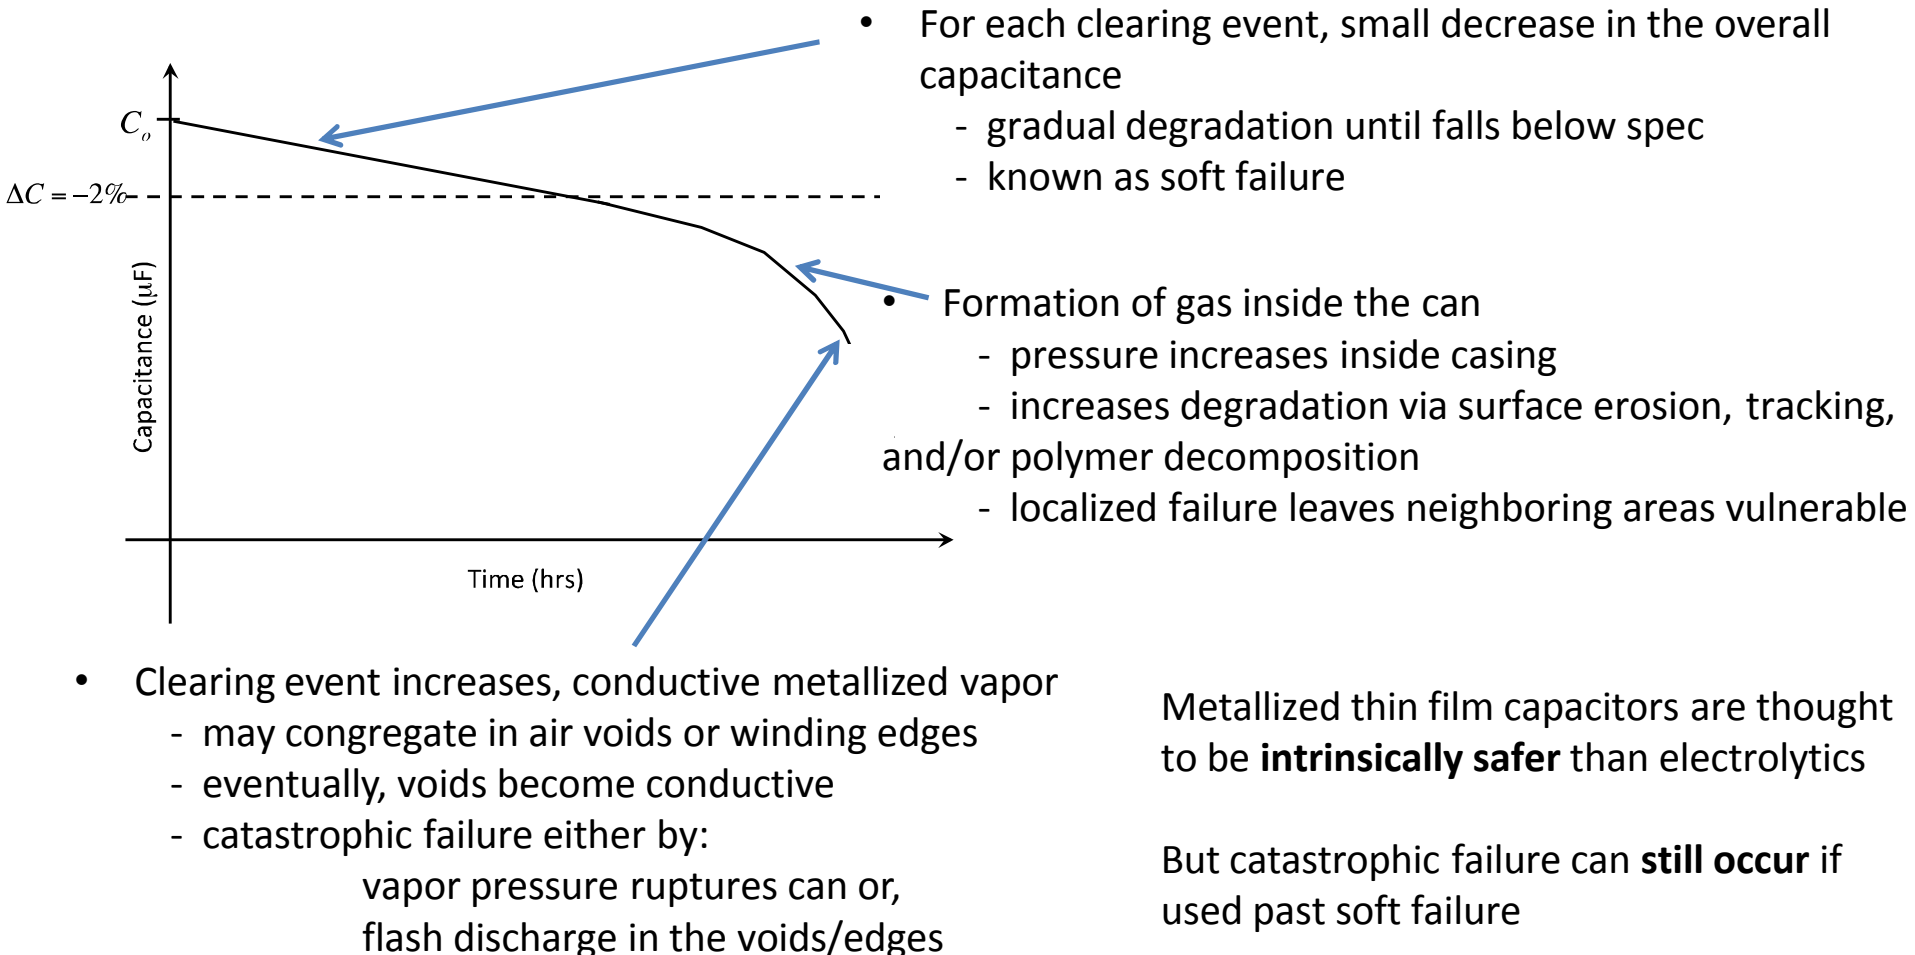 • For each clearing event, small decrease in the overall
capacitance
- gradual degradation until falls below spec
- known as soft failure
Cₒ
ΔC = −2%
Capacitance (μF)
Time (hrs)
• Formation of gas inside the can
- pressure increases inside casing
- increases degradation via surface erosion, tracking,
and/or polymer decomposition
- localized failure leaves neighboring areas vulnerable
• Clearing event increases, conductive metallized vapor
- may congregate in air voids or winding edges
- eventually, voids become conductive
- catastrophic failure either by:
vapor pressure ruptures can or,
flash discharge in the voids/edges
Metallized thin film capacitors are thought
to be intrinsically safer than electrolytics
But catastrophic failure can still occur if
used past soft failure